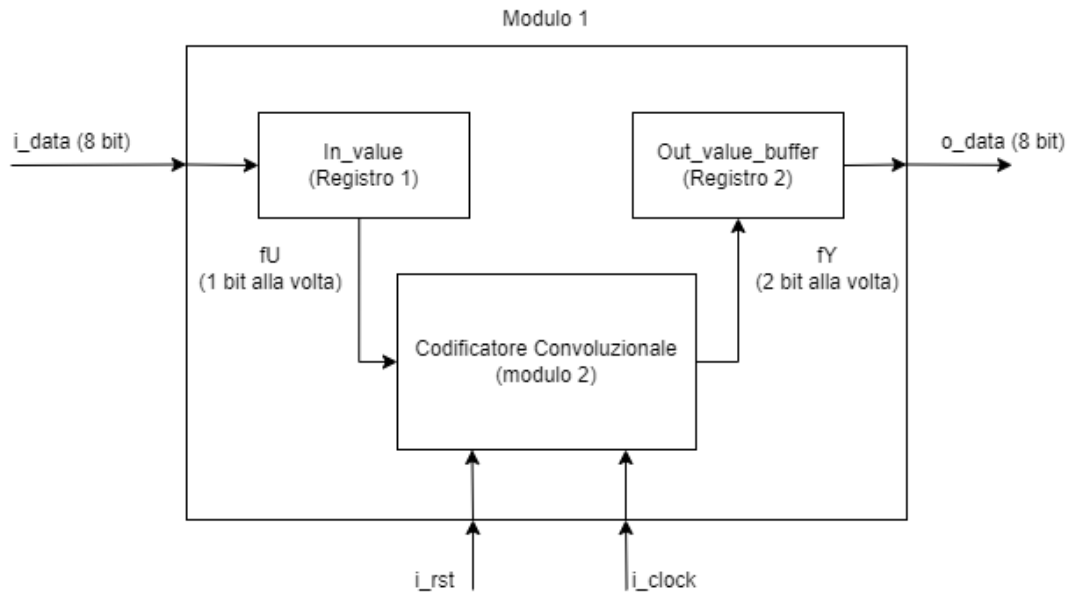 Modulo 1
i_data (8 bit)
In_value
(Registro 1)
Out_value_buffer
(Registro 2)
o_data (8 bit)
fU
(1 bit alla volta)
fY
(2 bit alla volta)
Codificatore Convoluzionale
(modulo 2)
i_rst
i_clock